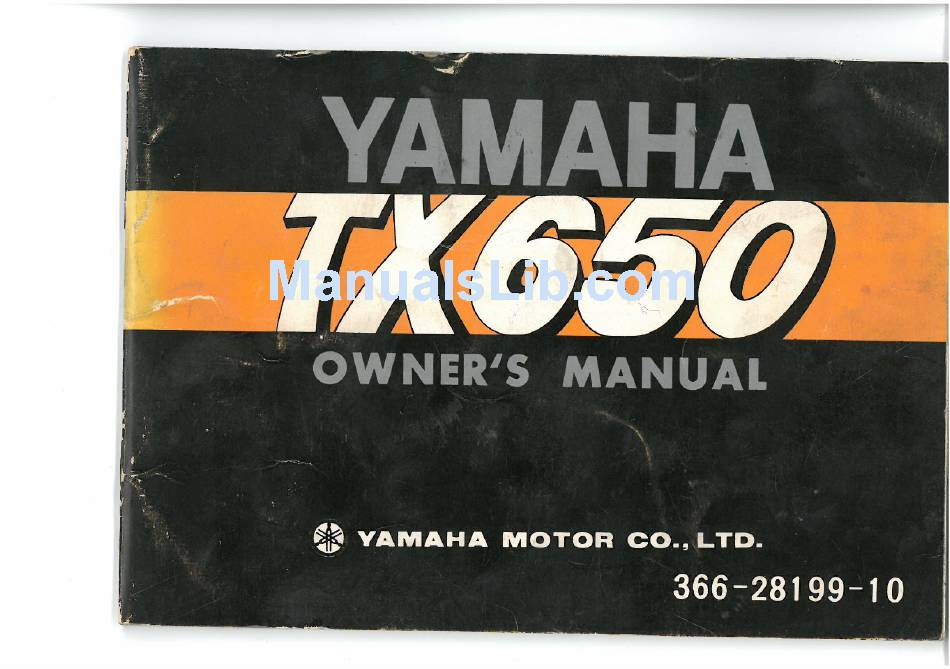 YAMAHA
TX650
ManualsLib.com
OWNER'S MANUAL
YAMAHA MOTOR CO., LTD.
366-28199-10